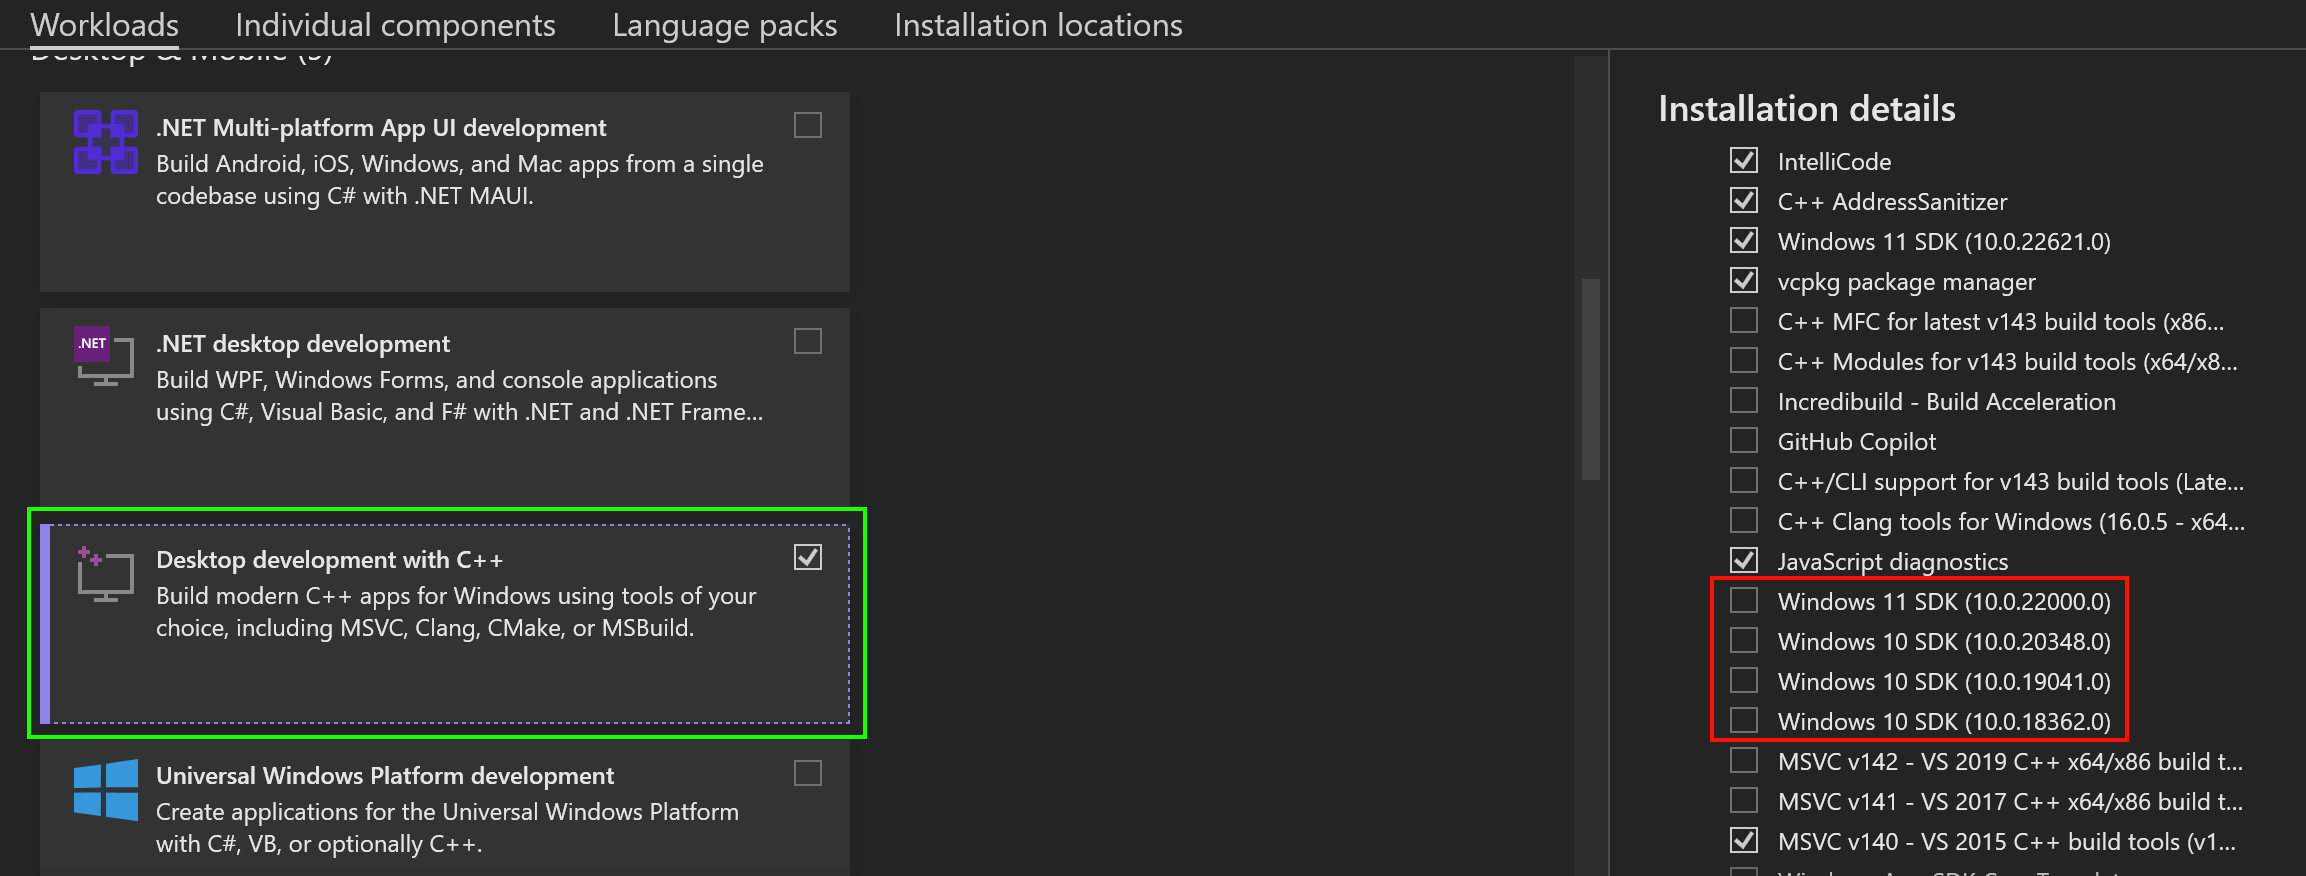 Workloads
Individual components
Language packs
Installation locations
Desktop & Mobile (5)
.NET Multi-platform App UI development
Build Android, iOS, Windows, and Mac apps from a single
codebase using C# with .NET MAUI.
.NET
.NET desktop development
Build WPF, Windows Forms, and console applications
using C#, Visual Basic, and F# with .NET and .NET Frame...
Desktop development with C++
Build modern C++ apps for Windows using tools of your
choice, including MSVC, Clang, CMake, or MSBuild.
Universal Windows Platform development
Create applications for the Universal Windows Platform
with C#, VB, or optionally C++.
Installation details
IntelliCode
C++ AddressSanitizer
Windows 11 SDK (10.0.22621.0)
vcpkg package manager
C++ MFC for latest v143 build tools (x86...
C++ Modules for v143 build tools (x64/x8...
Incredibuild - Build Acceleration
GitHub Copilot
C++/CLI support for v143 build tools (Late...
C++ Clang tools for Windows (16.0.5 - x64...
JavaScript diagnostics
Windows 11 SDK (10.0.22000.0)
Windows 10 SDK (10.0.20348.0)
Windows 10 SDK (10.0.19041.0)
Windows 10 SDK (10.0.18362.0)
MSVC v142 - VS 2019 C++ x64/x86 build t...
MSVC v141 - VS 2017 C++ x64/x86 build t...
MSVC v140 - VS 2015 C++ build tools (v1...